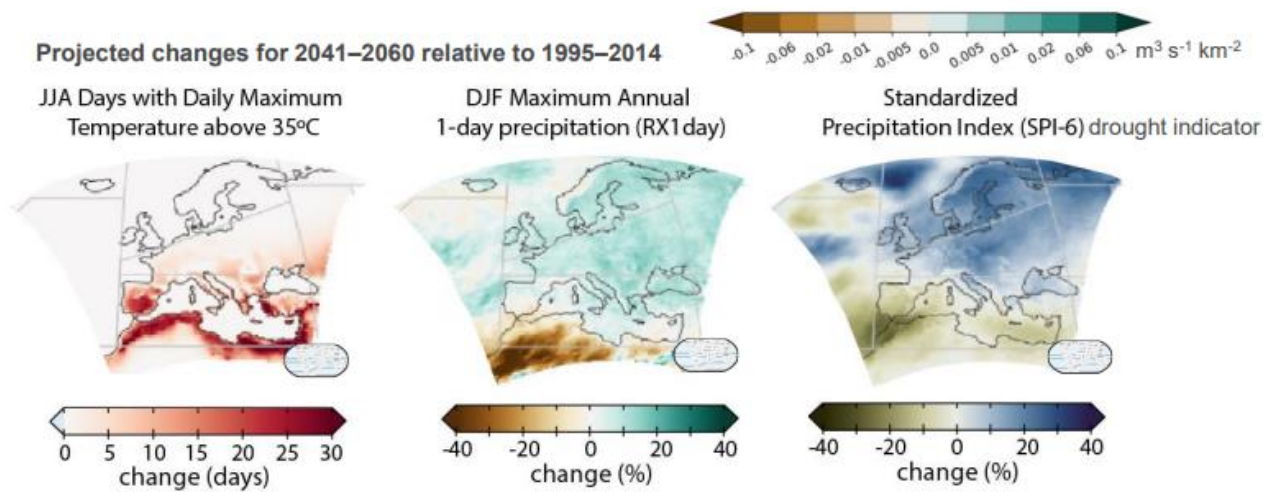 -0.1 -0.06 -0.02 -0.01 -0.005 0.0 0.005 0.01 0.02 0.06 0.1 m³ s⁻¹ km⁻²
Projected changes for 2041–2060 relative to 1995–2014
JJA Days with Daily Maximum
Temperature above 35ºC
DJF Maximum Annual
1-day precipitation (RX1day)
Standardized
Precipitation Index (SPI-6) drought indicator
0 5 10 15 20 25 30
change (days)
-40 -20 0 20 40
change (%)
-40 -20 0 20 40
change (%)